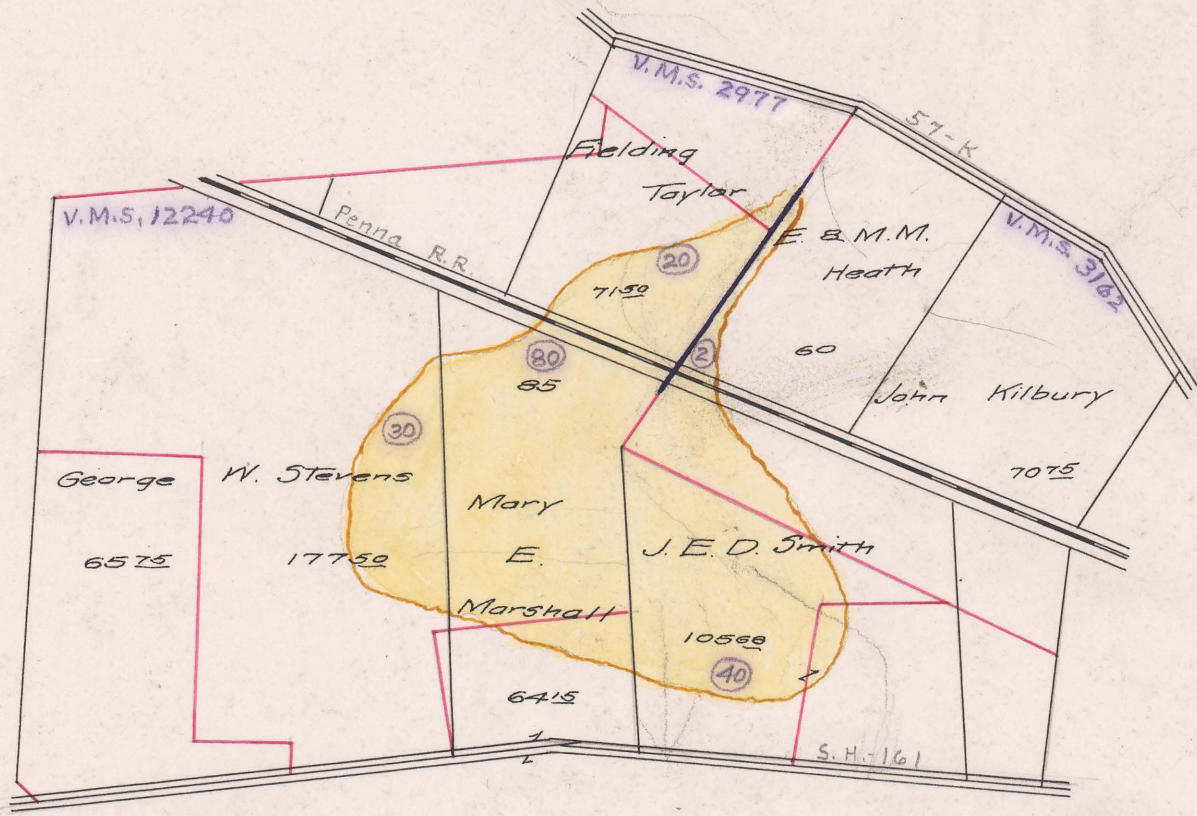 V.M.S. 2977
57-K
Fielding
Taylor
V.M.S. 12240
Penna R.R.
E. & M.M.
Heath
V.M.S. 3162
20
71 50
80
85
2
60
John Kilbury
70 75
30
George W. Stevens
65 75
177 50
Mary
E.
Marshall
J. E. D. Smith
105 68
40
64 15
S. H. - 161